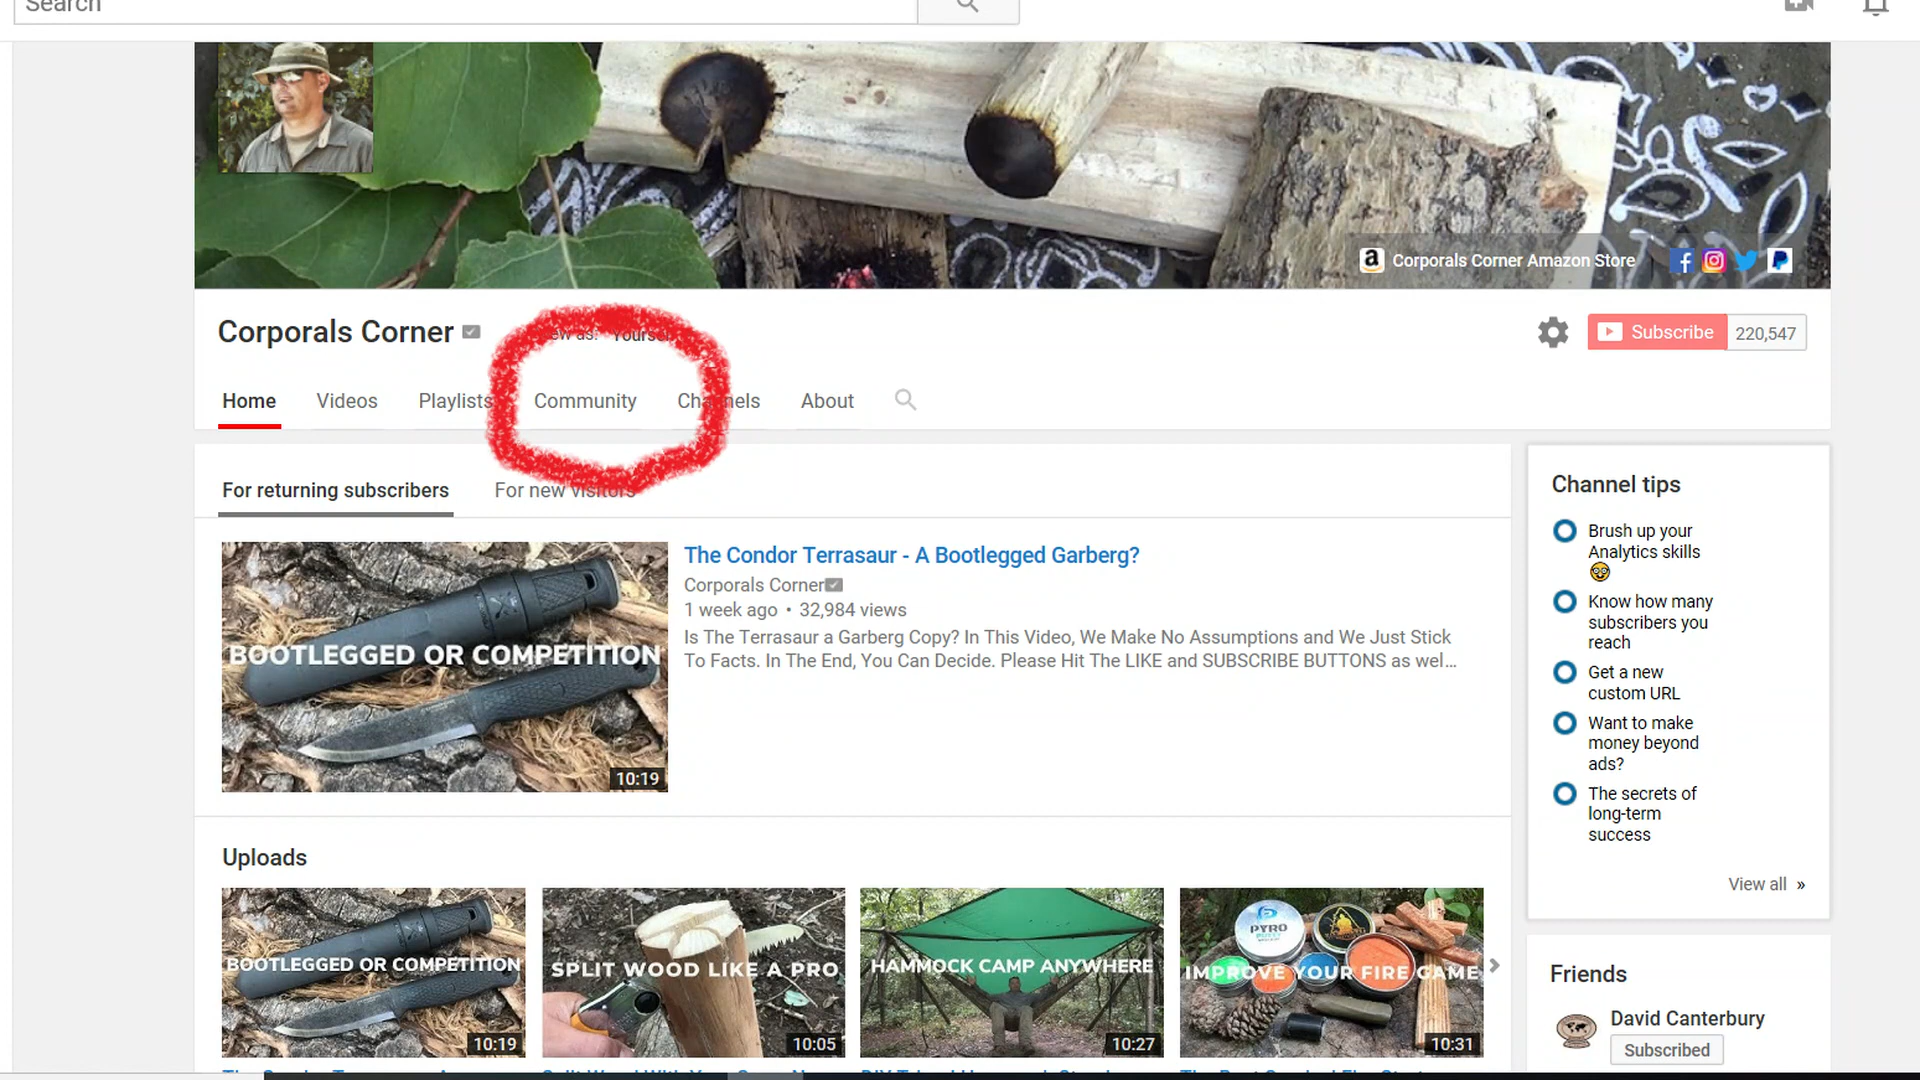 Search
a Corporals Corner Amazon Store
Corporals Corner
Subscribe 220,547
Home Videos Playlists Community Channels About
For returning subscribers For new visitors
BOOTLEGGED OR COMPETITION
10:19
The Condor Terrasaur - A Bootlegged Garberg?
Corporals Corner
1 week ago • 32,984 views
Is The Terrasaur a Garberg Copy? In This Video, We Make No Assumptions and We Just Stick
To Facts. In The End, You Can Decide. Please Hit The LIKE and SUBSCRIBE BUTTONS as wel...
Uploads
BOOTLEGGED OR COMPETITION
10:19
SPLIT WOOD LIKE A PRO
10:05
HAMMOCK CAMP ANYWHERE
10:27
PYRO
IMPROVE YOUR FIRE GAME
10:31
Channel tips
Brush up your
Analytics skills
🤓
Know how many
subscribers you
reach
Get a new
custom URL
Want to make
money beyond
ads?
The secrets of
long-term
success
View all »
Friends
David Canterbury
Subscribed